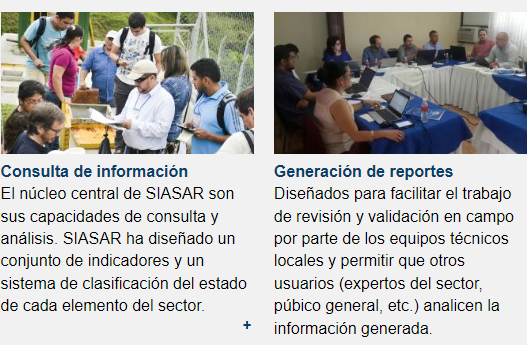 Consulta de información
El núcleo central de SIASAR son
sus capacidades de consulta y
análisis. SIASAR ha diseñado un
conjunto de indicadores y un
sistema de clasificación del estado
de cada elemento del sector.
+
Generación de reportes
Diseñados para facilitar el trabajo
de revisión y validación en campo
por parte de los equipos técnicos
locales y permitir que otros
usuarios (expertos del sector,
púbico general, etc.) analicen la
información generada.